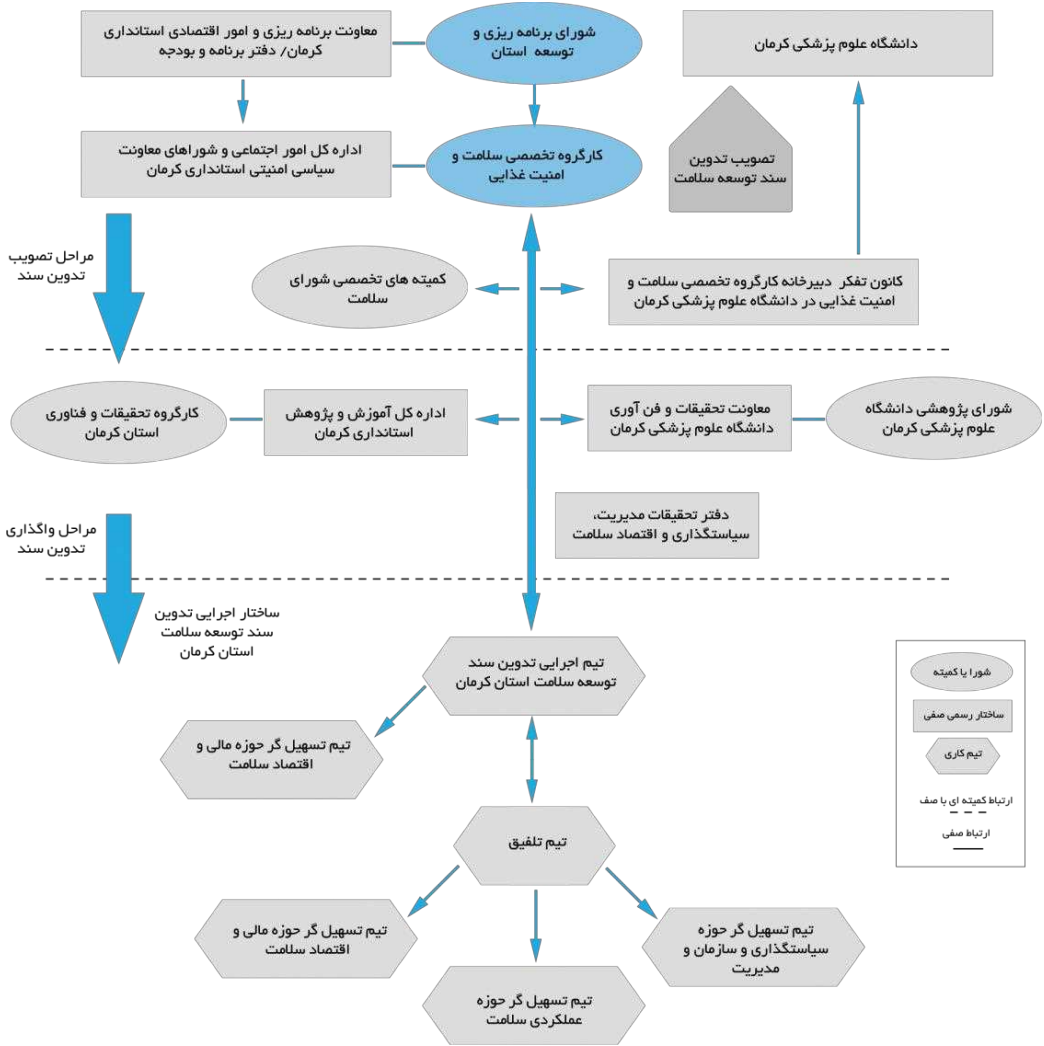 شورای برنامه ریزی و
توسعه استان
معاونت برنامه ریزی و امور اقتصادی استانداری
کرمان/ دفتر برنامه و بودجه
دانشگاه علوم پزشکی کرمان
کارگروه تخصصی سلامت و
امنیت غذایی
اداره کل امور اجتماعی و شوراهای معاونت
سیاسی امنیتی استانداری کرمان
تصویب تدوین
سند توسعه سلامت
مراحل تصویب
تدوین سند
کمیته های تخصصی شورای
سلامت
کانون تفکر دبیرخانه کارگروه تخصصی سلامت و
امنیت غذایی در دانشگاه علوم پزشکی کرمان
شورای پژوهشی دانشگاه
علوم پزشکی کرمان
معاونت تحقیقات و فن آوری
دانشگاه علوم پزشکی کرمان
اداره کل آموزش و پژوهش
استانداری کرمان
کارگروه تحقیقات و فناوری
استان کرمان
دفتر تحقیقات مدیریت،
سیاستگذاری و اقتصاد سلامت
مراحل واگذاری
تدوین سند
ساختار اجرایی تدوین
سند توسعه سلامت
استان کرمان
تیم اجرایی تدوین سند
توسعه سلامت استان کرمان
تیم تسهیل گر حوزه مالی و
اقتصاد سلامت
تیم تلفیق
تیم تسهیل گر حوزه
سیاستگذاری و سازمان و
مدیریت
تیم تسهیل گر حوزه مالی و
اقتصاد سلامت
تیم تسهیل گر حوزه
عملکردی سلامت
شورا یا کمیته
ساختار رسمی صفی
تیم کاری
ارتباط کمیته ای با صف
ارتباط صفی